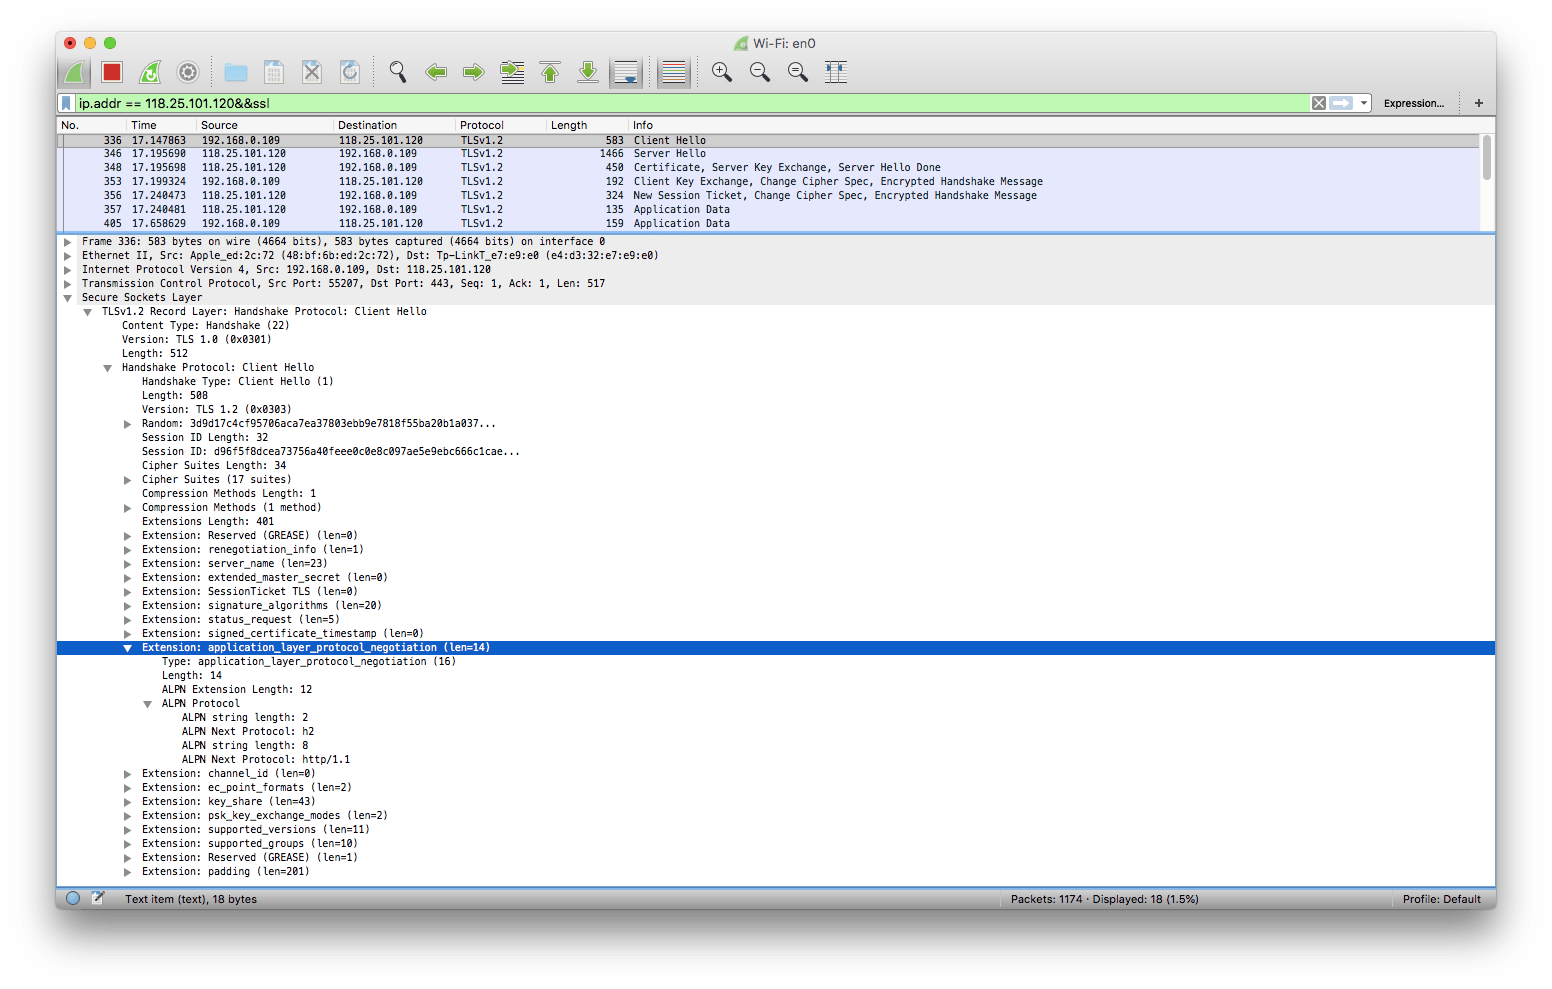 Wi-Fi: en0
ip.addr == 118.25.101.120&&ssl
Expression... +
No. Time Source Destination Protocol Length Info
336 17.147863 192.168.0.109 118.25.101.120 TLSv1.2 583 Client Hello
346 17.195690 118.25.101.120 192.168.0.109 TLSv1.2 1466 Server Hello
348 17.195698 118.25.101.120 192.168.0.109 TLSv1.2 450 Certificate, Server Key Exchange, Server Hello Done
353 17.199324 192.168.0.109 118.25.101.120 TLSv1.2 192 Client Key Exchange, Change Cipher Spec, Encrypted Handshake Message
356 17.240473 118.25.101.120 192.168.0.109 TLSv1.2 324 New Session Ticket, Change Cipher Spec, Encrypted Handshake Message
357 17.240481 118.25.101.120 192.168.0.109 TLSv1.2 135 Application Data
405 17.658629 192.168.0.109 118.25.101.120 TLSv1.2 159 Application Data
Frame 336: 583 bytes on wire (4664 bits), 583 bytes captured (4664 bits) on interface 0
Ethernet II, Src: Apple_ed:2c:72 (48:bf:6b:ed:2c:72), Dst: Tp-LinkT_e7:e9:e0 (e4:d3:32:e7:e9:e0)
Internet Protocol Version 4, Src: 192.168.0.109, Dst: 118.25.101.120
Transmission Control Protocol, Src Port: 55207, Dst Port: 443, Seq: 1, Ack: 1, Len: 517
Secure Sockets Layer
TLSv1.2 Record Layer: Handshake Protocol: Client Hello
Content Type: Handshake (22)
Version: TLS 1.0 (0x0301)
Length: 512
Handshake Protocol: Client Hello
Handshake Type: Client Hello (1)
Length: 508
Version: TLS 1.2 (0x0303)
Random: 3d9d17c4cf95706aca7ea37803ebb9e7818f55ba20b1a037...
Session ID Length: 32
Session ID: d96f5f8dcea73756a40feee0c0e8c097ae5e9ebc666c1cae...
Cipher Suites Length: 34
Cipher Suites (17 suites)
Compression Methods Length: 1
Compression Methods (1 method)
Extensions Length: 401
Extension: Reserved (GREASE) (len=0)
Extension: renegotiation_info (len=1)
Extension: server_name (len=23)
Extension: extended_master_secret (len=0)
Extension: SessionTicket TLS (len=0)
Extension: signature_algorithms (len=20)
Extension: status_request (len=5)
Extension: signed_certificate_timestamp (len=0)
Extension: application_layer_protocol_negotiation (len=14)
Type: application_layer_protocol_negotiation (16)
Length: 14
ALPN Extension Length: 12
ALPN Protocol
ALPN string length: 2
ALPN Next Protocol: h2
ALPN string length: 8
ALPN Next Protocol: http/1.1
Extension: channel_id (len=0)
Extension: ec_point_formats (len=2)
Extension: key_share (len=43)
Extension: psk_key_exchange_modes (len=2)
Extension: supported_versions (len=11)
Extension: supported_groups (len=10)
Extension: Reserved (GREASE) (len=1)
Extension: padding (len=201)
Text item (text), 18 bytes
Packets: 1174 · Displayed: 18 (1.5%)
Profile: Default